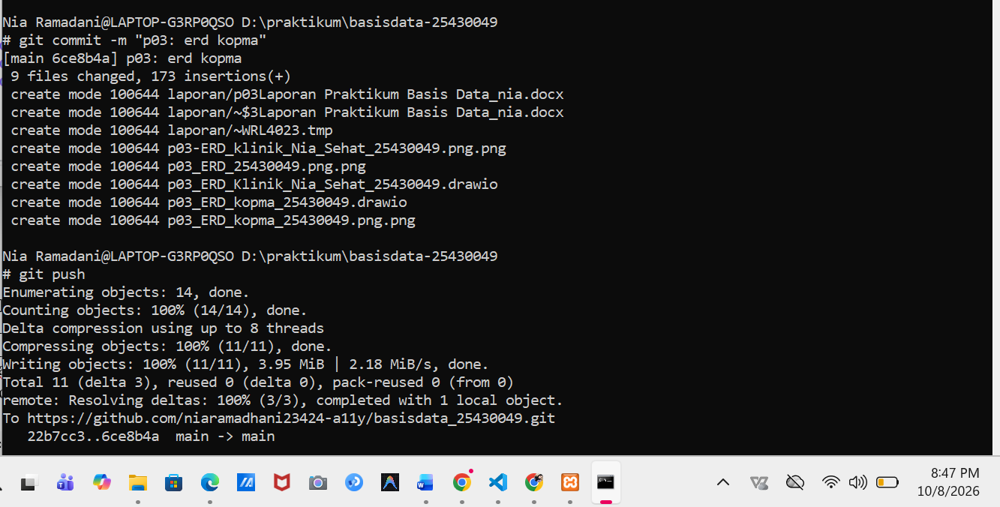 Nia Ramadani@LAPTOP-G3RP0QSO D:\praktikum\basisdata-25430049
# git commit -m "p03: erd kopma"
[main 6ce8b4a] p03: erd kopma
 9 files changed, 173 insertions(+)
 create mode 100644 laporan/p03Laporan Praktikum Basis Data_nia.docx
 create mode 100644 laporan/~$3Laporan Praktikum Basis Data_nia.docx
 create mode 100644 laporan/~WRL4023.tmp
 create mode 100644 p03-ERD_klinik_Nia_Sehat_25430049.png.png
 create mode 100644 p03_ERD_25430049.png.png
 create mode 100644 p03_ERD_Klinik_Nia_Sehat_25430049.drawio
 create mode 100644 p03_ERD_kopma_25430049.drawio
 create mode 100644 p03_ERD_kopma_25430049.png.png
Nia Ramadani@LAPTOP-G3RP0QSO D:\praktikum\basisdata-25430049
# git push
Enumerating objects: 14, done.
Counting objects: 100% (14/14), done.
Delta compression using up to 8 threads
Compressing objects: 100% (11/11), done.
Writing objects: 100% (11/11), 3.95 MiB | 2.18 MiB/s, done.
Total 11 (delta 3), reused 0 (delta 0), pack-reused 0 (from 0)
remote: Resolving deltas: 100% (3/3), completed with 1 local object.
To https://github.com/niaramadhani23424-a11y/basisdata_25430049.git
   22b7cc3..6ce8b4a  main -> main
8:47 PM
10/8/2026